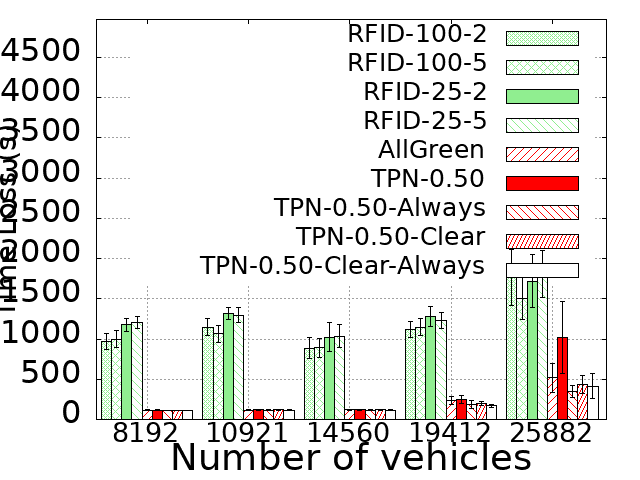 4500
4000
3500
3000
2500
2000
1500
1000
500
0
Time Loss (s)
RFID-100-2
RFID-100-5
RFID-25-2
RFID-25-5
AllGreen
TPN-0.50
TPN-0.50-Always
TPN-0.50-Clear
TPN-0.50-Clear-Always
8192 10921 14560 19412 25882
Number of vehicles